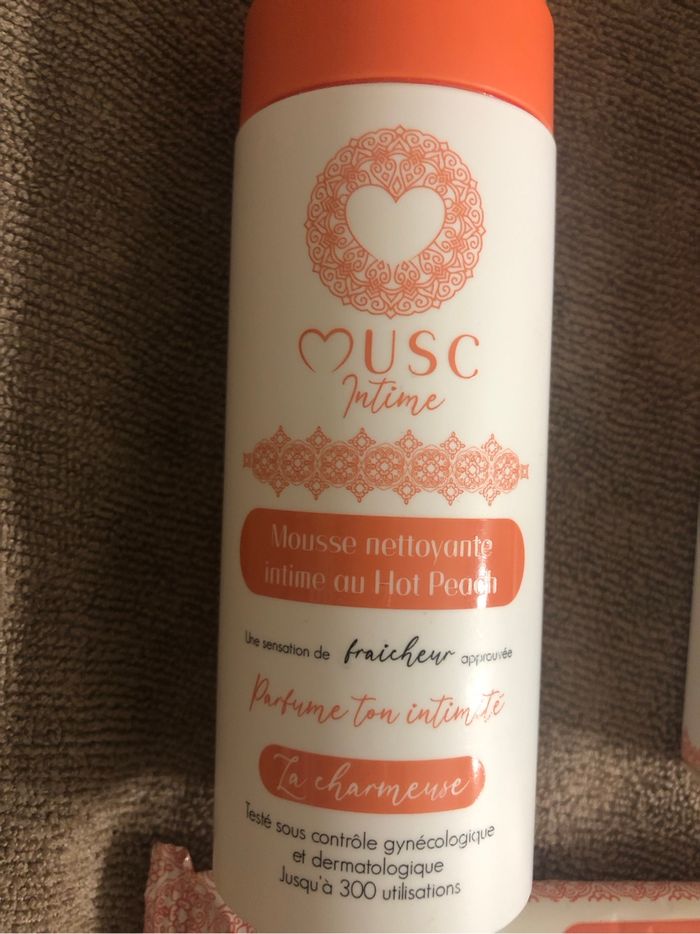 MUSC
Intime
Mousse nettoyante
intime au Hot Peach
Une sensation de fraicheur approuvée
Parfume ton intimité
La charmeuse
Testé sous contrôle gynécologique
et dermatologique
Jusqu'à 300 utilisations